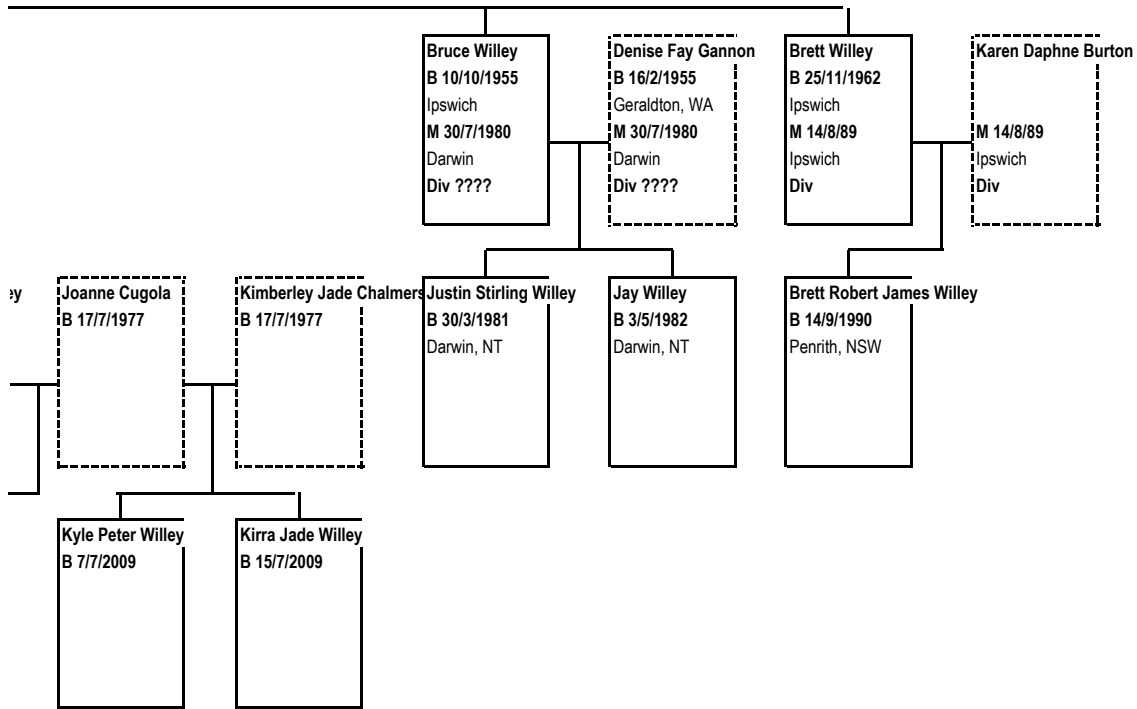 Bruce Willey
B 10/10/1955
Ipswich
M 30/7/1980
Darwin
Div ????
Denise Fay Gannon
B 16/2/1955
Geraldton, WA
M 30/7/1980
Darwin
Div ????
Brett Willey
B 25/11/1962
Ipswich
M 14/8/89
Ipswich
Div
Karen Daphne Burton
M 14/8/89
Ipswich
Div
ey
Joanne Cugola
B 17/7/1977
Kimberley Jade Chalmers
B 17/7/1977
Justin Stirling Willey
B 30/3/1981
Darwin, NT
Jay Willey
B 3/5/1982
Darwin, NT
Brett Robert James Willey
B 14/9/1990
Penrith, NSW
Kyle Peter Willey
B 7/7/2009
Kirra Jade Willey
B 15/7/2009